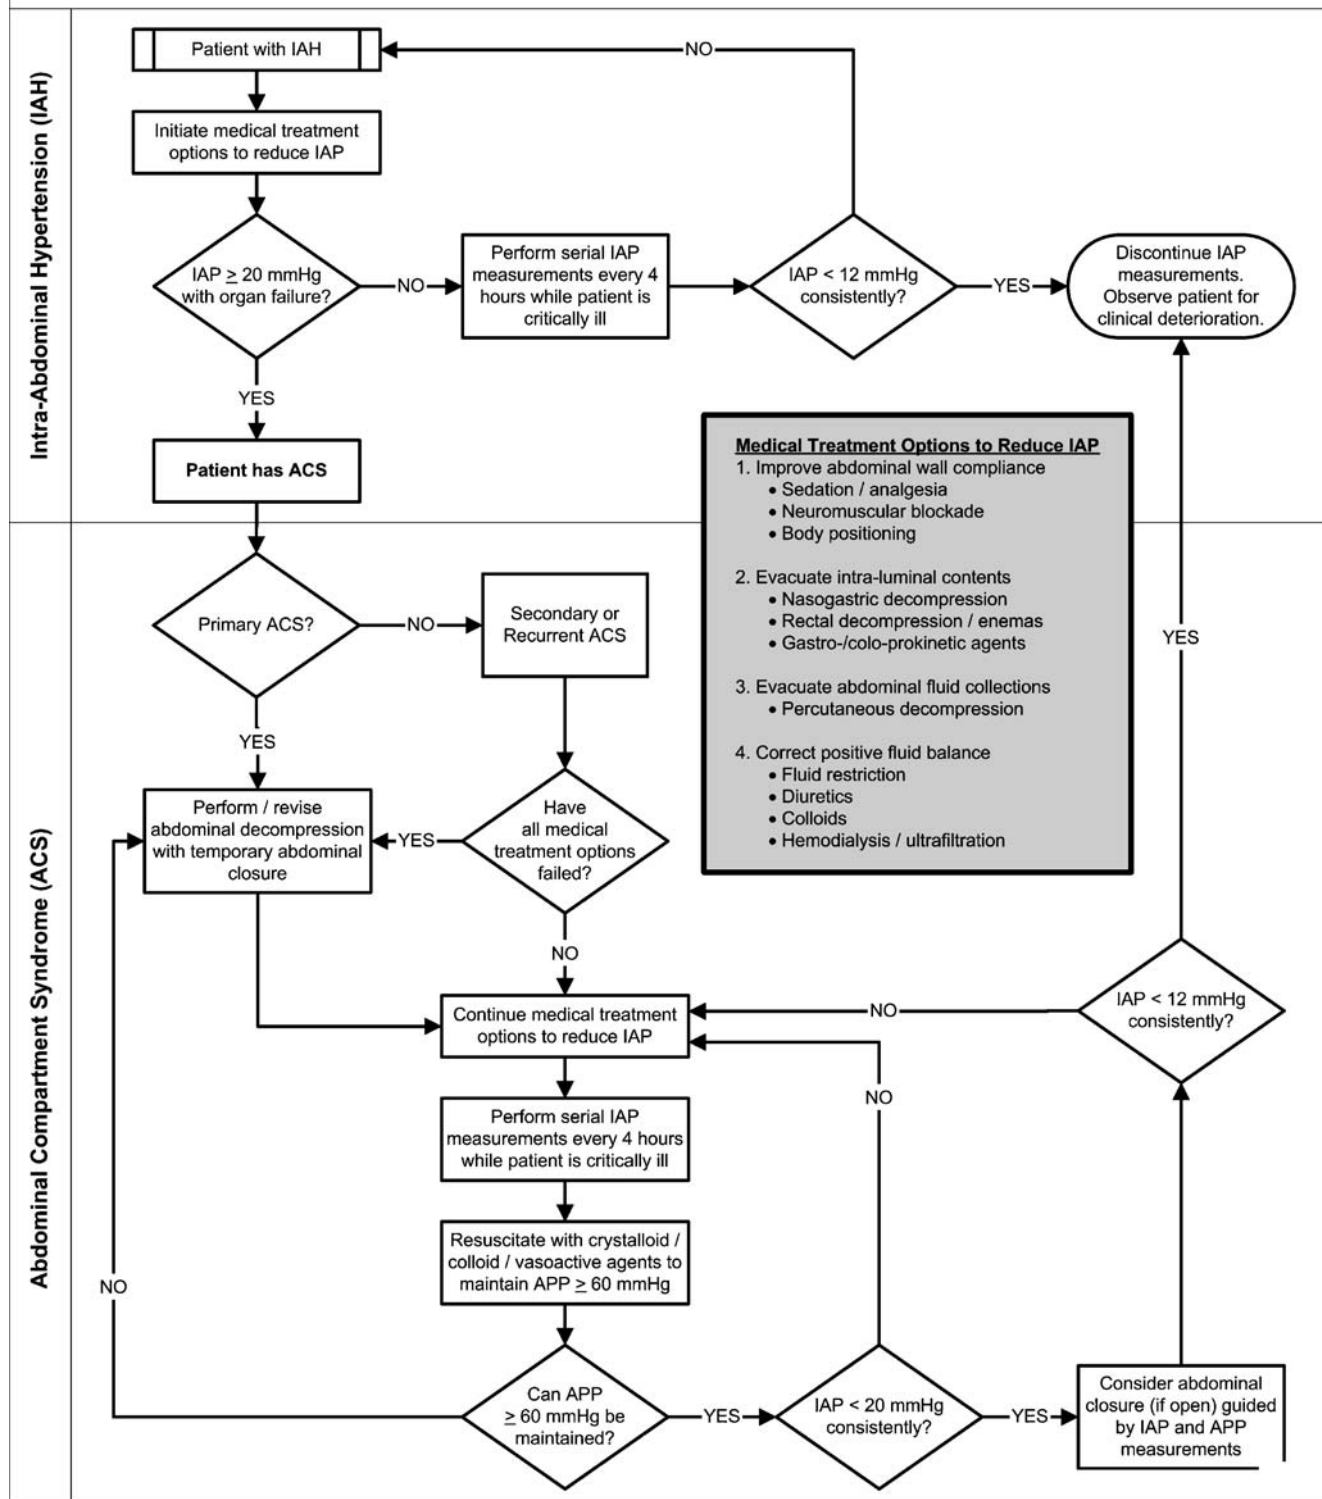 Intra-Abdominal Hypertension (IAH)
Patient with IAH
NO
Initiate medical treatment
options to reduce IAP
IAP ≥ 20 mmHg
with organ failure?
NO
Perform serial IAP
measurements every 4
hours while patient is
critically ill
IAP < 12 mmHg
consistently?
YES
Discontinue IAP
measurements.
Observe patient for
clinical deterioration.
YES
Patient has ACS
Medical Treatment Options to Reduce IAP
1. Improve abdominal wall compliance
• Sedation / analgesia
• Neuromuscular blockade
• Body positioning
2. Evacuate intra-luminal contents
• Nasogastric decompression
• Rectal decompression / enemas
• Gastro-/colo-prokinetic agents
3. Evacuate abdominal fluid collections
• Percutaneous decompression
4. Correct positive fluid balance
• Fluid restriction
• Diuretics
• Colloids
• Hemodialysis / ultrafiltration
YES
Abdominal Compartment Syndrome (ACS)
Primary ACS?
NO
Secondary or
Recurrent ACS
YES
Perform / revise
abdominal decompression
with temporary abdominal
closure
YES
Have
all medical
treatment options
failed?
NO
Continue medical treatment
options to reduce IAP
NO
IAP < 12 mmHg
consistently?
NO
Perform serial IAP
measurements every 4 hours
while patient is critically ill
Resuscitate with crystalloid /
colloid / vasoactive agents to
maintain APP ≥ 60 mmHg
NO
Can APP
≥ 60 mmHg be
maintained?
YES
IAP < 20 mmHg
consistently?
YES
Consider abdominal
closure (if open) guided
by IAP and APP
measurements